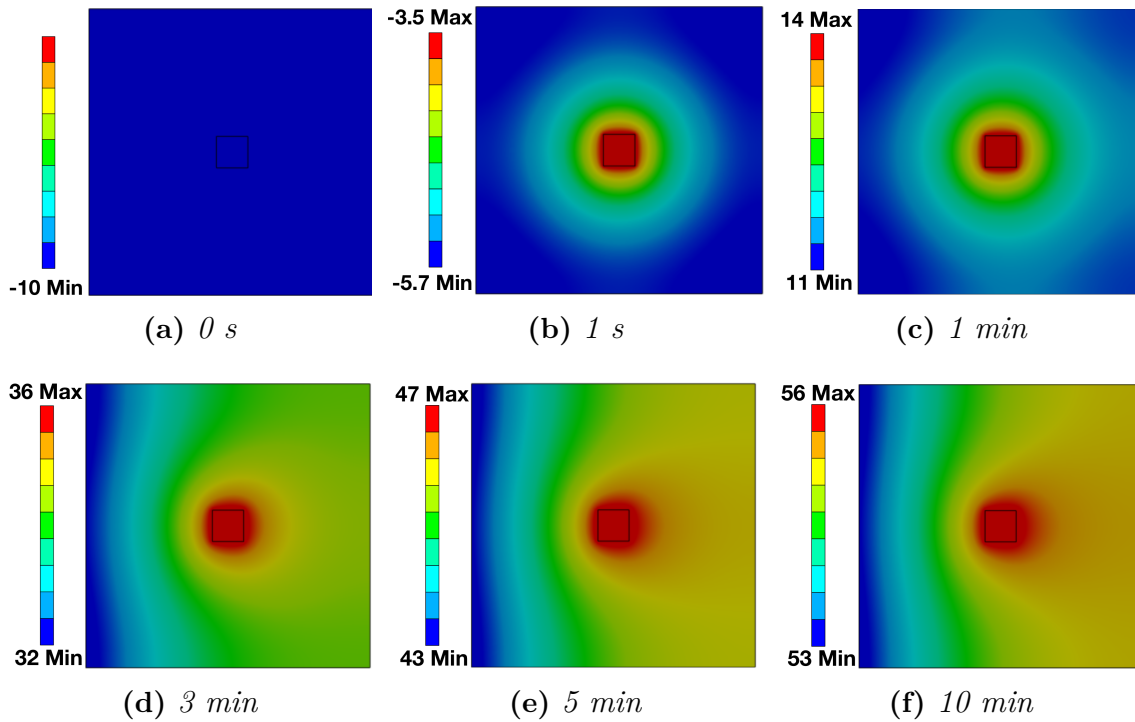 -10 Min
(a) 0 s
-3.5 Max
-5.7 Min
(b) 1 s
14 Max
11 Min
(c) 1 min
36 Max
32 Min
(d) 3 min
47 Max
43 Min
(e) 5 min
56 Max
53 Min
(f) 10 min